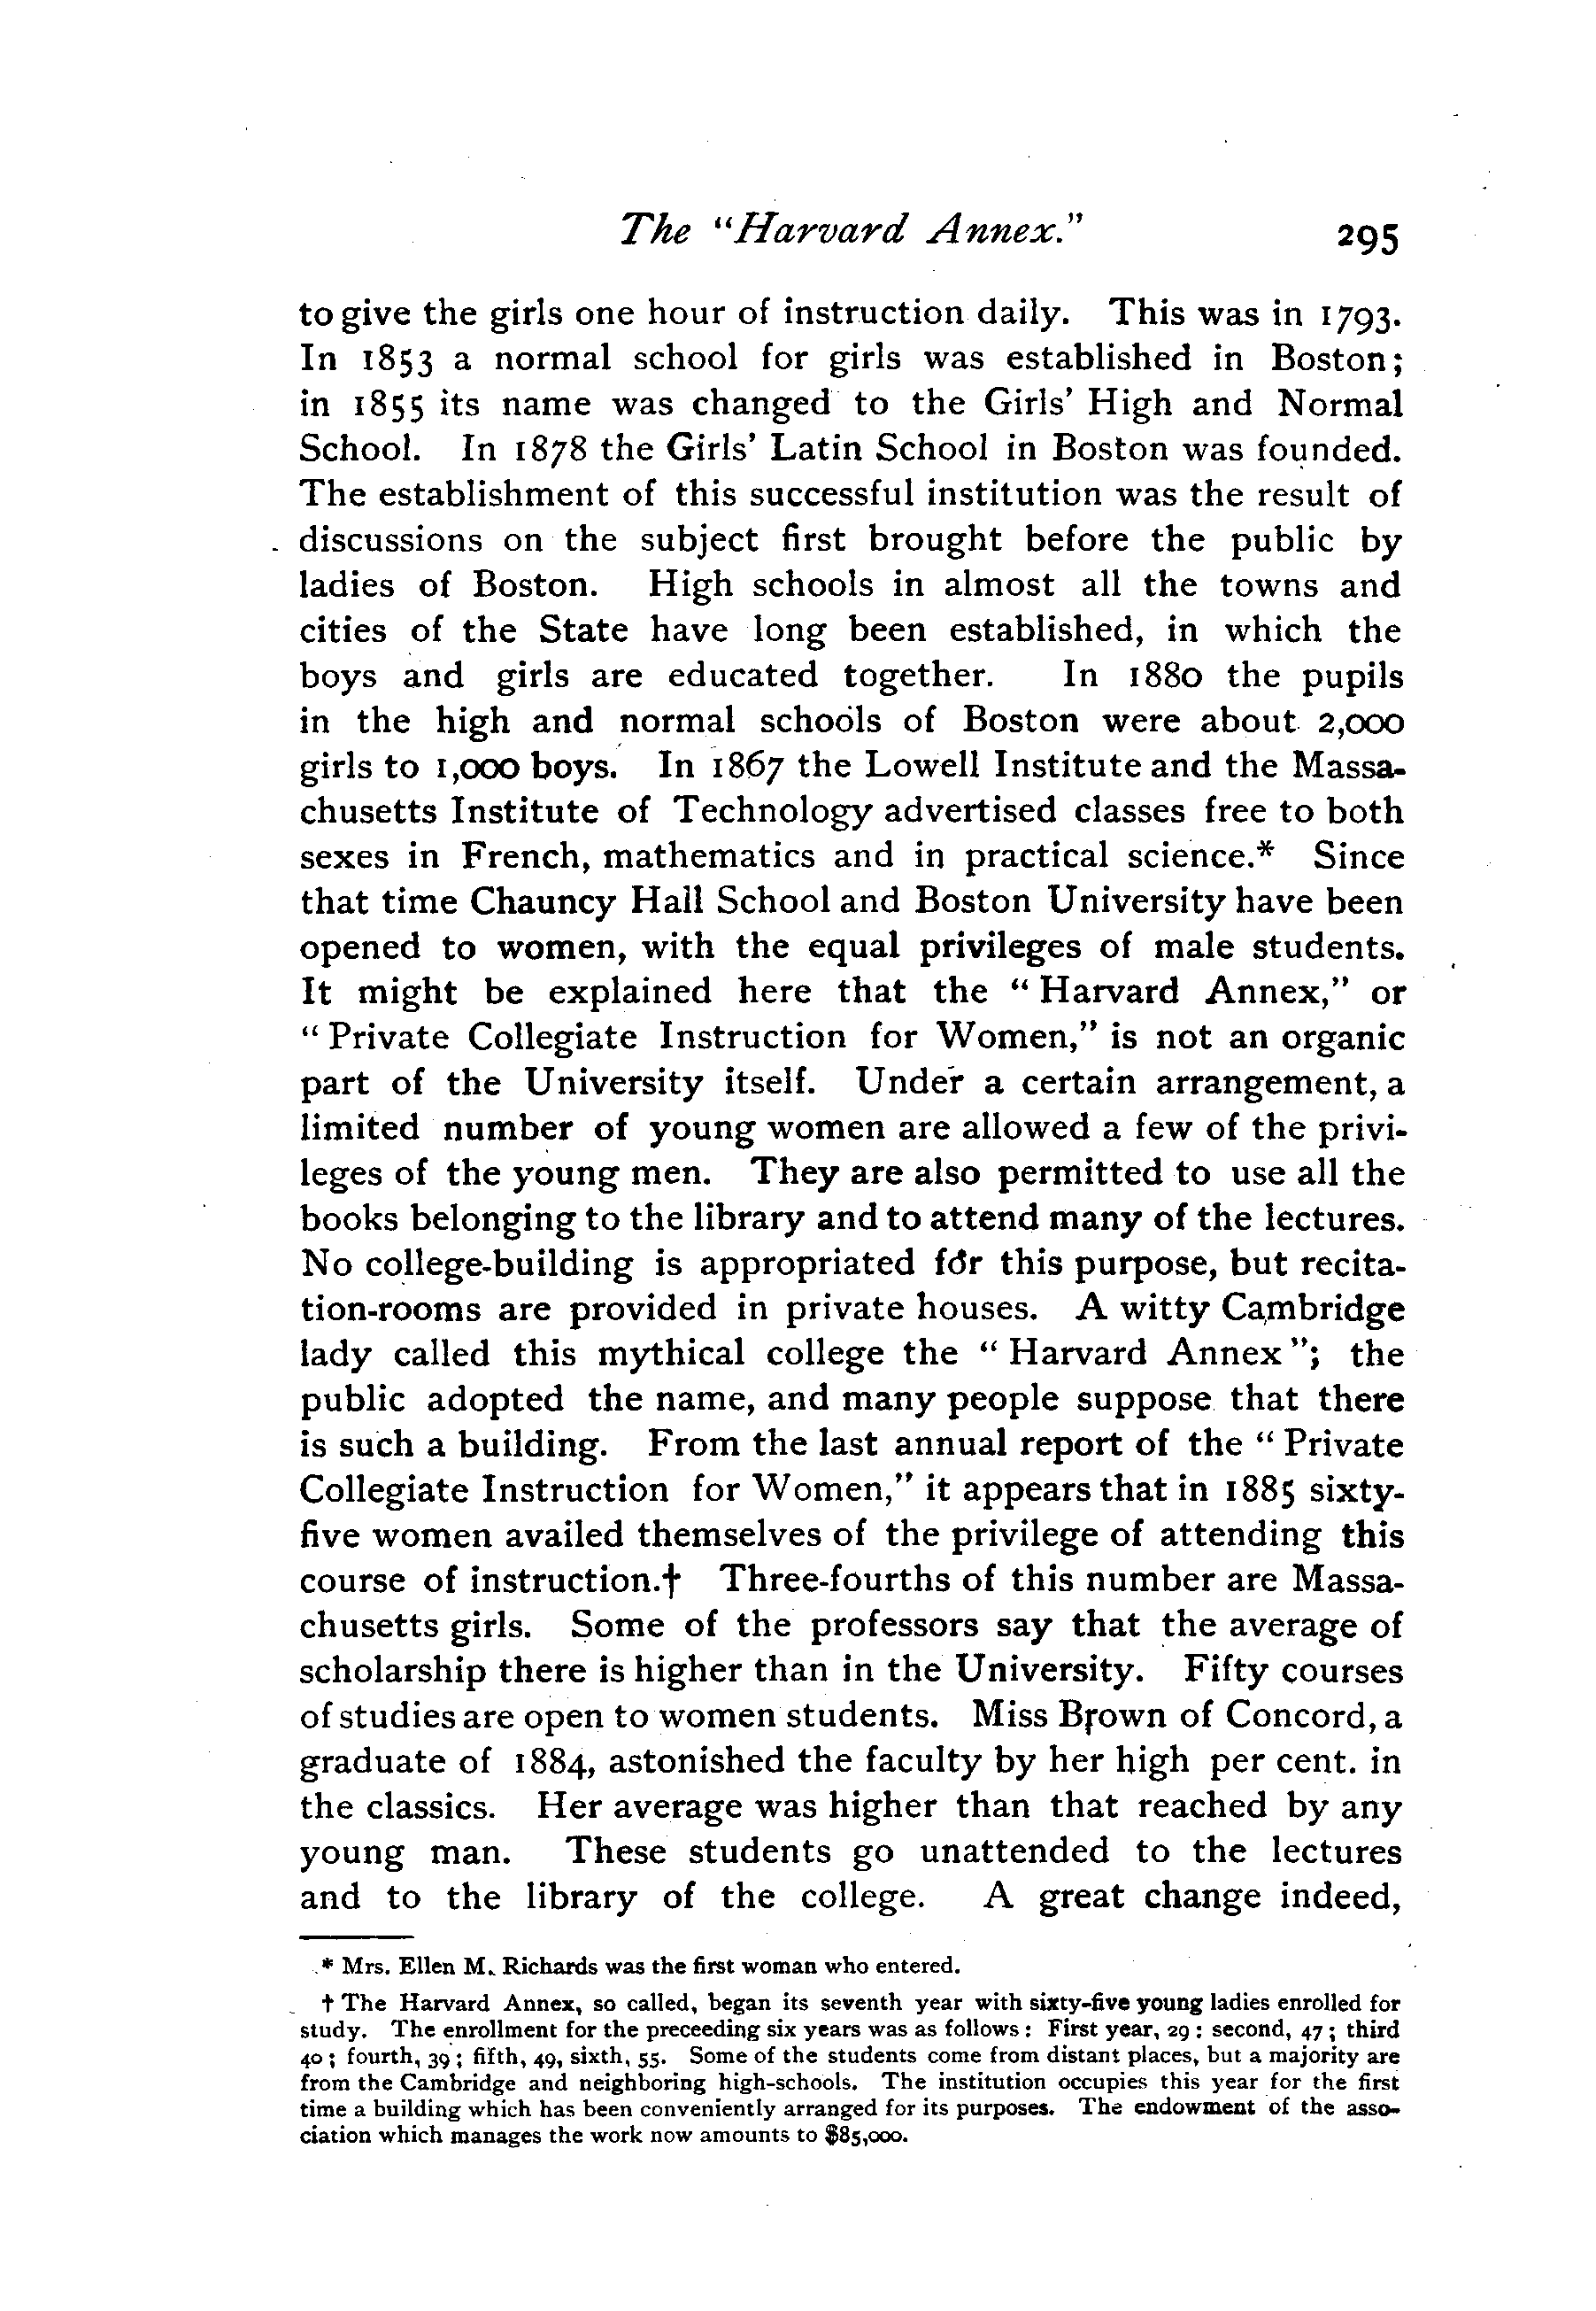 The "Harvard Annex." 295
to give the girls one hour of instruction daily. This was in 1793.
In 1853 a normal school for girls was established in Boston;
in 1855 its name was changed to the Girls' High and Normal
School. In 1878 the Girls' Latin School in Boston was founded.
The establishment of this successful institution was the result of
discussions on the subject first brought before the public by
ladies of Boston. High schools in almost all the towns and
cities of the State have long been established, in which the
boys and girls are educated together. In 1880 the pupils
in the high and normal schools of Boston were about 2,000
girls to 1,000 boys. In 1867 the Lowell Institute and the Massa-
chusetts Institute of Technology advertised classes free to both
sexes in French, mathematics and in practical science.* Since
that time Chauncy Hall School and Boston University have been
opened to women, with the equal privileges of male students.
It might be explained here that the "Harvard Annex," or
"Private Collegiate Instruction for Women," is not an organic
part of the University itself. Under a certain arrangement, a
limited number of young women are allowed a few of the privi-
leges of the young men. They are also permitted to use all the
books belonging to the library and to attend many of the lectures.
No college-building is appropriated for this purpose, but recita-
tion-rooms are provided in private houses. A witty Cambridge
lady called this mythical college the "Harvard Annex"; the
public adopted the name, and many people suppose that there
is such a building. From the last annual report of the "Private
Collegiate Instruction for Women," it appears that in 1885 sixty-
five women availed themselves of the privilege of attending this
course of instruction.† Three-fourths of this number are Massa-
chusetts girls. Some of the professors say that the average of
scholarship there is higher than in the University. Fifty courses
of studies are open to women students. Miss Brown of Concord, a
graduate of 1884, astonished the faculty by her high per cent. in
the classics. Her average was higher than that reached by any
young man. These students go unattended to the lectures
and to the library of the college. A great change indeed,
* Mrs. Ellen M. Richards was the first woman who entered.
† The Harvard Annex, so called, began its seventh year with sixty-five young ladies enrolled for
study. The enrollment for the preceeding six years was as follows: First year, 29: second, 47; third
40; fourth, 39; fifth, 49, sixth, 55. Some of the students come from distant places, but a majority are
from the Cambridge and neighboring high-schools. The institution occupies this year for the first
time a building which has been conveniently arranged for its purposes. The endowment of the asso-
ciation which manages the work now amounts to $85,000.